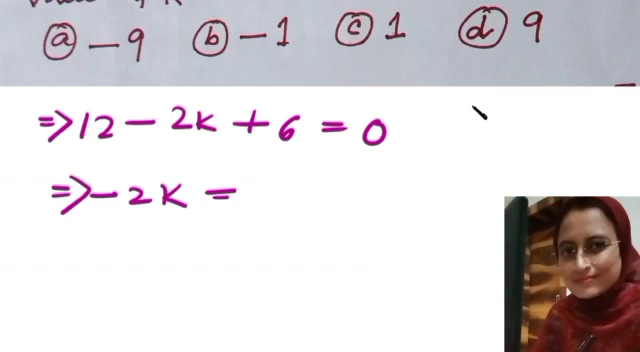 ⓐ -9 ⓑ -1 ⓒ 1 ⓓ 9
=> 12 - 2K + 6 = 0
=> -2K =